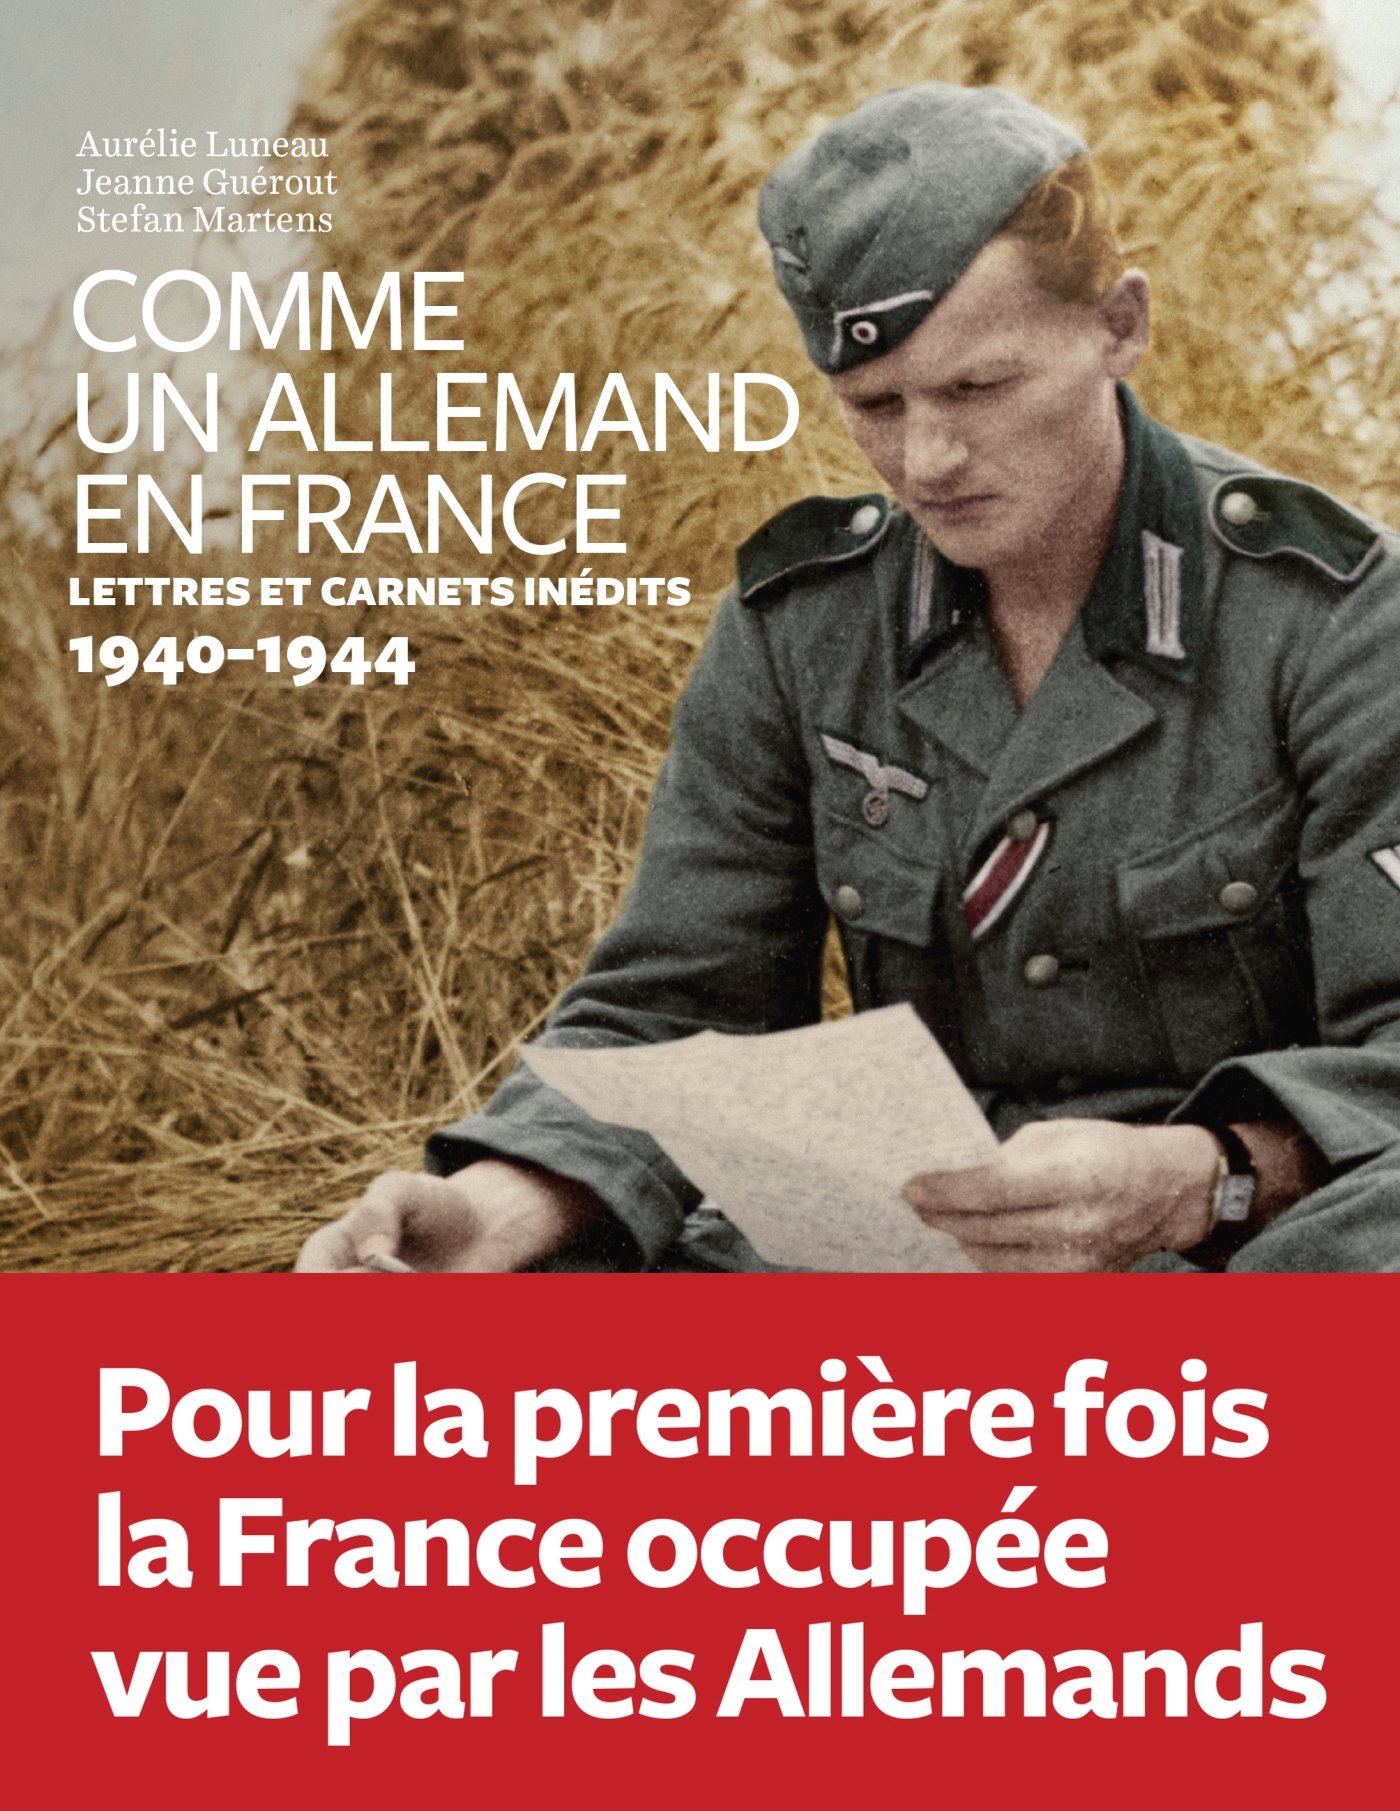 Aurélie Luneau
Jeanne Guérout
Stefan Martens
COMME
UN ALLEMAND
EN FRANCE
LETTRES ET CARNETS INÉDITS
1940-1944
Pour la première fois
la France occupée
vue par les Allemands